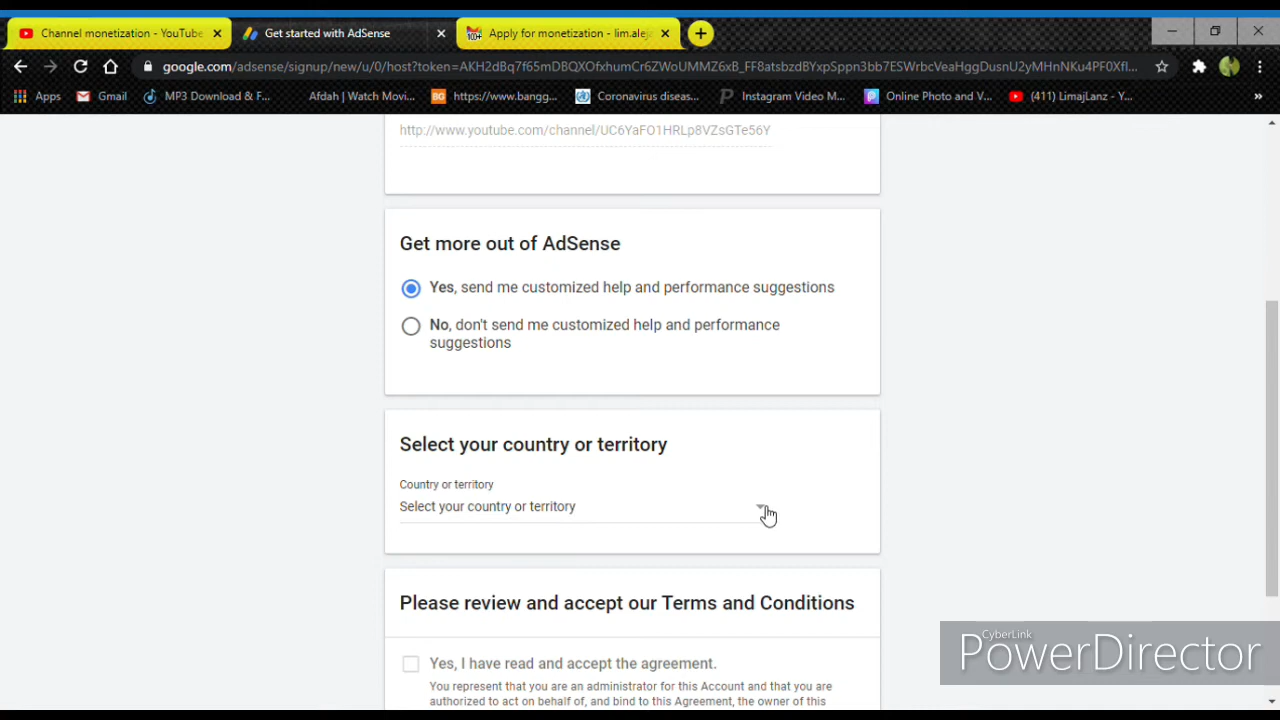 Channel monetization - YouTube
Get started with AdSense
Apply for monetization - lim.aleja
google.com/adsense/signup/new/u/0/host?token=AKH2dBq7f65mDBQXOfxhumCr6ZWoUMMZ6xB_FF8atsbzdBYxpSppn3bb7ESWrbcVeaHggDusnU2yMHnNKu4PF0Xfl...
Apps
Gmail
MP3 Download & F...
Afdah | Watch Movi...
BG
https://www.bangg...
Coronavirus diseas...
Instagram Video M...
Online Photo and V...
(411) LimajLanz - Y...
»
http://www.youtube.com/channel/UC6YaFO1HRLp8VZsGTe56Y
Get more out of AdSense
Yes, send me customized help and performance suggestions
No, don't send me customized help and performance
suggestions
Select your country or territory
Country or territory
Select your country or territory
Please review and accept our Terms and Conditions
Yes, I have read and accept the agreement.
You represent that you are an administrator for this Account and that you are
authorized to act on behalf of, and bind to this Agreement, the owner of this
CyberLink
PowerDirector